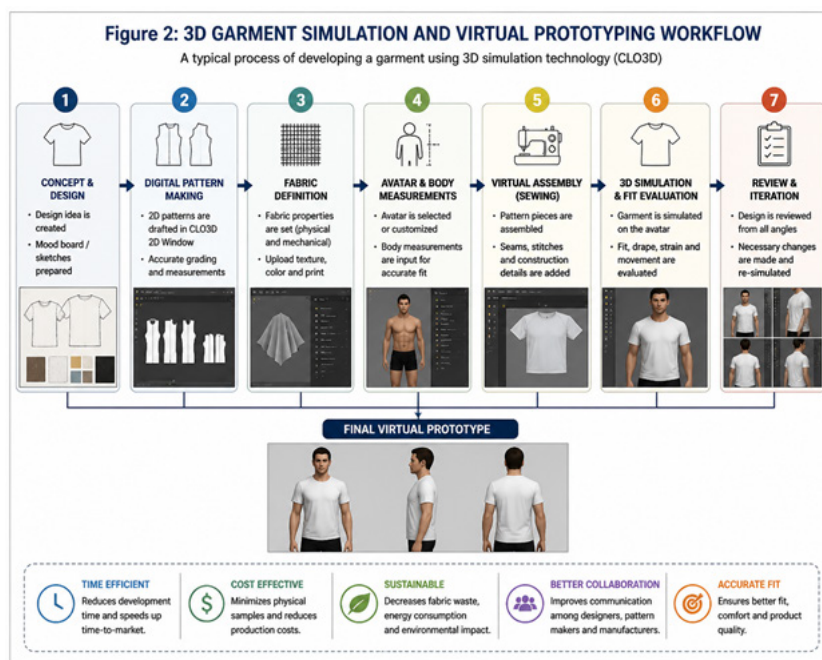 Figure 2: 3D GARMENT SIMULATION AND VIRTUAL PROTOTYPING WORKFLOW
A typical process of developing a garment using 3D simulation technology (CLO3D)
1
CONCEPT &
DESIGN
• Design idea is
created
• Mood board /
sketches
prepared
2
DIGITAL PATTERN
MAKING
• 2D patterns are
drafted in CLO3D
2D Window
• Accurate grading
and measurements
3
FABRIC
DEFINITION
• Fabric properties
are set (physical
and mechanical)
• Upload texture,
color and print
4
AVATAR & BODY
MEASUREMENTS
• Avatar is selected
or customized
• Body measurements
are input for
accurate fit
5
VIRTUAL ASSEMBLY
(SEWING)
• Pattern pieces are
assembled
• Seams, stitches
and construction
details are added
6
3D SIMULATION
& FIT EVALUATION
• Garment is simulated
on the avatar
• Fit, drape, strain and
movement are
evaluated
7
REVIEW &
ITERATION
• Design is reviewed
from all angles
• Necessary changes
are made and
re-simulated
FINAL VIRTUAL PROTOTYPE
TIME EFFICIENT
Reduces development
time and speeds up
time-to-market.
COST EFFECTIVE
Minimizes physical
samples and reduces
production costs.
SUSTAINABLE
Decreases fabric waste,
energy consumption
and environmental impact.
BETTER COLLABORATION
Improves communication
among designers, pattern
makers and manufacturers.
ACCURATE FIT
Ensures better fit,
comfort and product
quality.